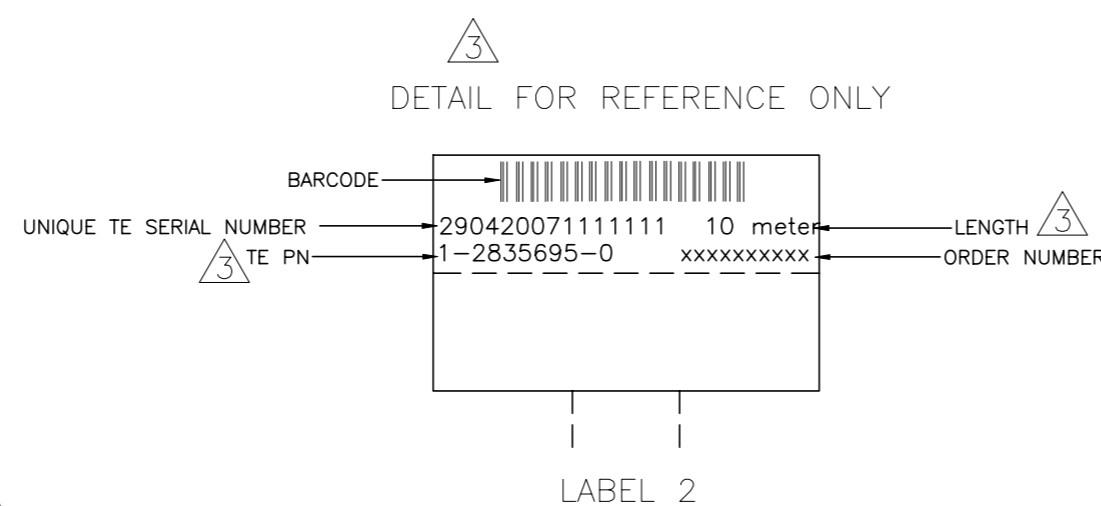 3
DETAIL FOR REFERENCE ONLY
BARCODE
UNIQUE TE SERIAL NUMBER
290420071111111 10 meter
LENGTH 3
3 TE PN
1-2835695-0 xxxxxxxxxx
ORDER NUMBER
LABEL 2